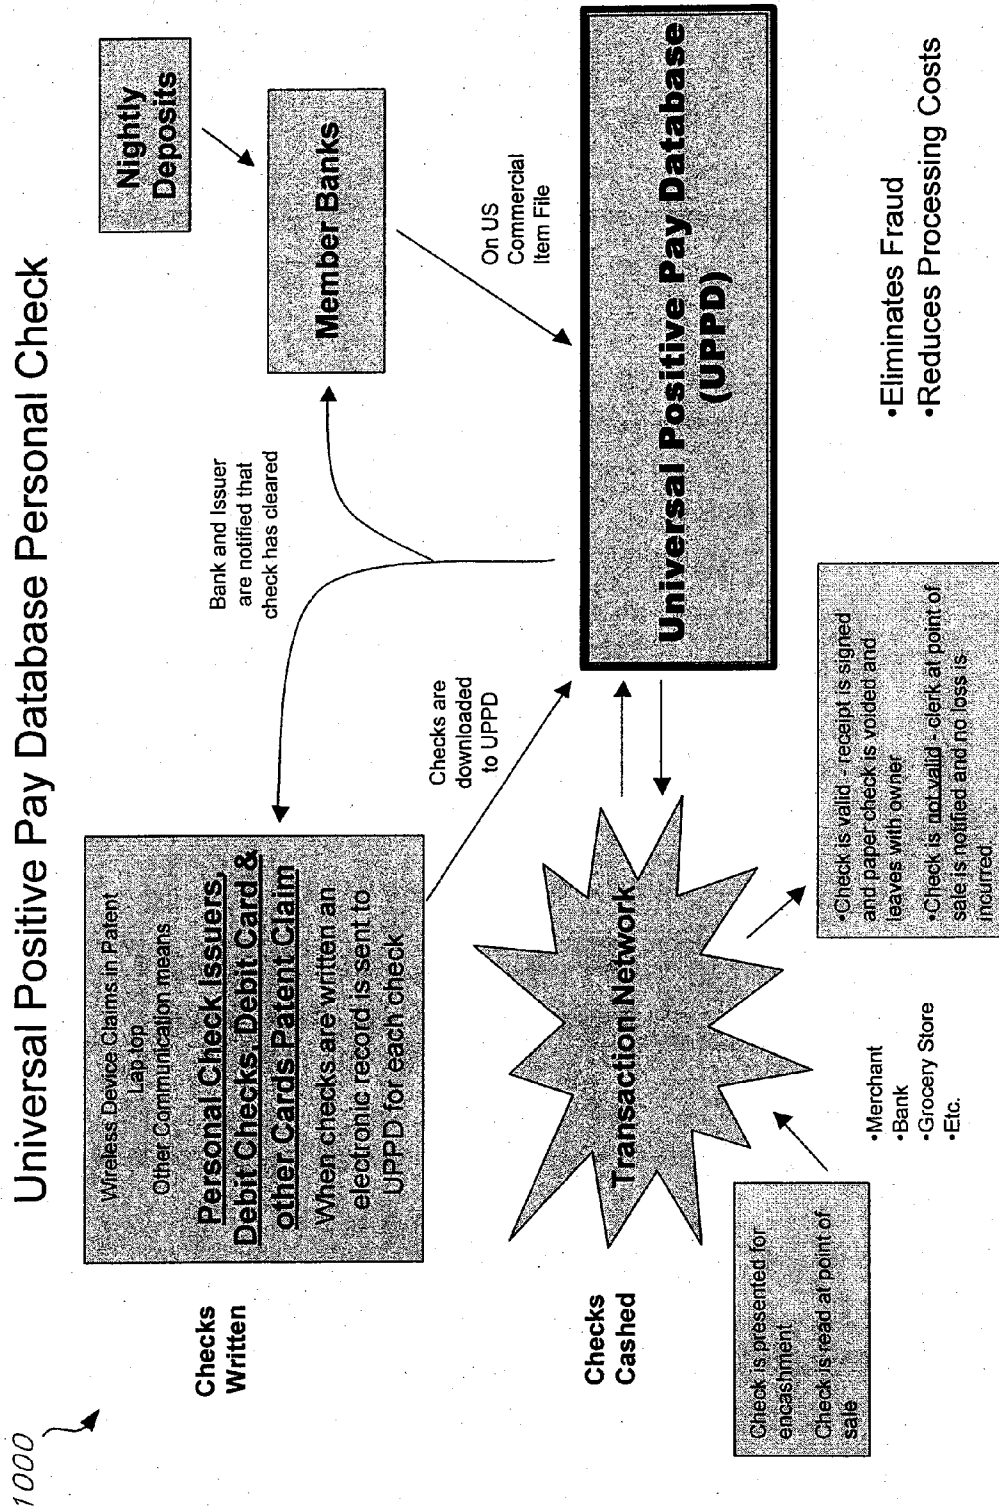 1000
Universal Positive Pay Database Personal Check
Checks
Written
Wireless Device Claims in Patent
Lap top
Other Communication means
Personal Check Issuers,
Debit Checks, Debit Card &
other Cards Patent Claim
When checks are written an
electronic record is sent to
UPPD for each check
Bank and Issuer
are notified that
check has cleared
Nightly
Deposits
Member Banks
Checks are
downloaded
to UPPD
On US
Commercial
Item File
Checks
Cashed
Transaction Network
Universal Positive Pay Database
(UPPD)
Check is presented for
encashment
Check is read at point of
sale
•Merchant
•Bank
•Grocery Store
•Etc.
•Check is valid - receipt is signed
and paper check is voided and
leaves with owner
•Check is not valid - clerk at point of
sale is notified and no loss is
incurred
•Eliminates Fraud
•Reduces Processing Costs